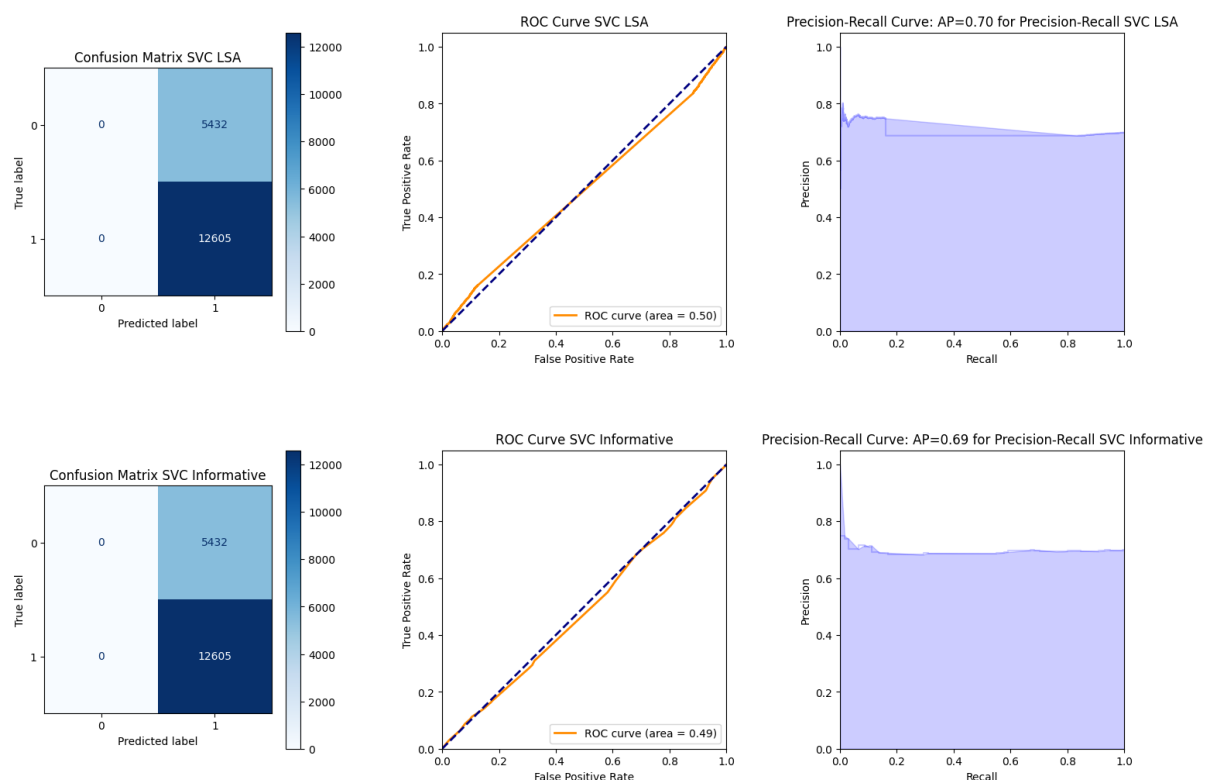 Confusion Matrix SVC LSA
0
5432
0
12605
0
1
0
1
True label
Predicted label
12000
10000
8000
6000
4000
2000
0
ROC Curve SVC LSA
1.0
0.8
0.6
0.4
0.2
0.0
True Positive Rate
0.0 0.2 0.4 0.6 0.8 1.0
False Positive Rate
ROC curve (area = 0.50)
Precision-Recall Curve: AP=0.70 for Precision-Recall SVC LSA
1.0
0.8
0.6
0.4
0.2
0.0
Precision
0.0 0.2 0.4 0.6 0.8 1.0
Recall
Confusion Matrix SVC Informative
0
5432
0
12605
0
1
0
1
True label
Predicted label
12000
10000
8000
6000
4000
2000
0
ROC Curve SVC Informative
1.0
0.8
0.6
0.4
0.2
0.0
True Positive Rate
0.0 0.2 0.4 0.6 0.8 1.0
False Positive Rate
ROC curve (area = 0.49)
Precision-Recall Curve: AP=0.69 for Precision-Recall SVC Informative
1.0
0.8
0.6
0.4
0.2
0.0
Precision
0.0 0.2 0.4 0.6 0.8 1.0
Recall